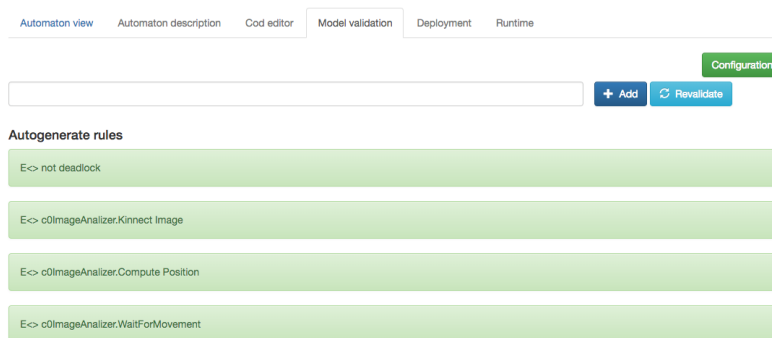 Automaton view Automaton description Cod editor Model validation Deployment Runtime
Configuration
+ Add Revalidate
Autogenerate rules
E<> not deadlock
E<> c0ImageAnalizer.Kinnect Image
E<> c0ImageAnalizer.Compute Position
E<> c0ImageAnalizer.WaitForMovement